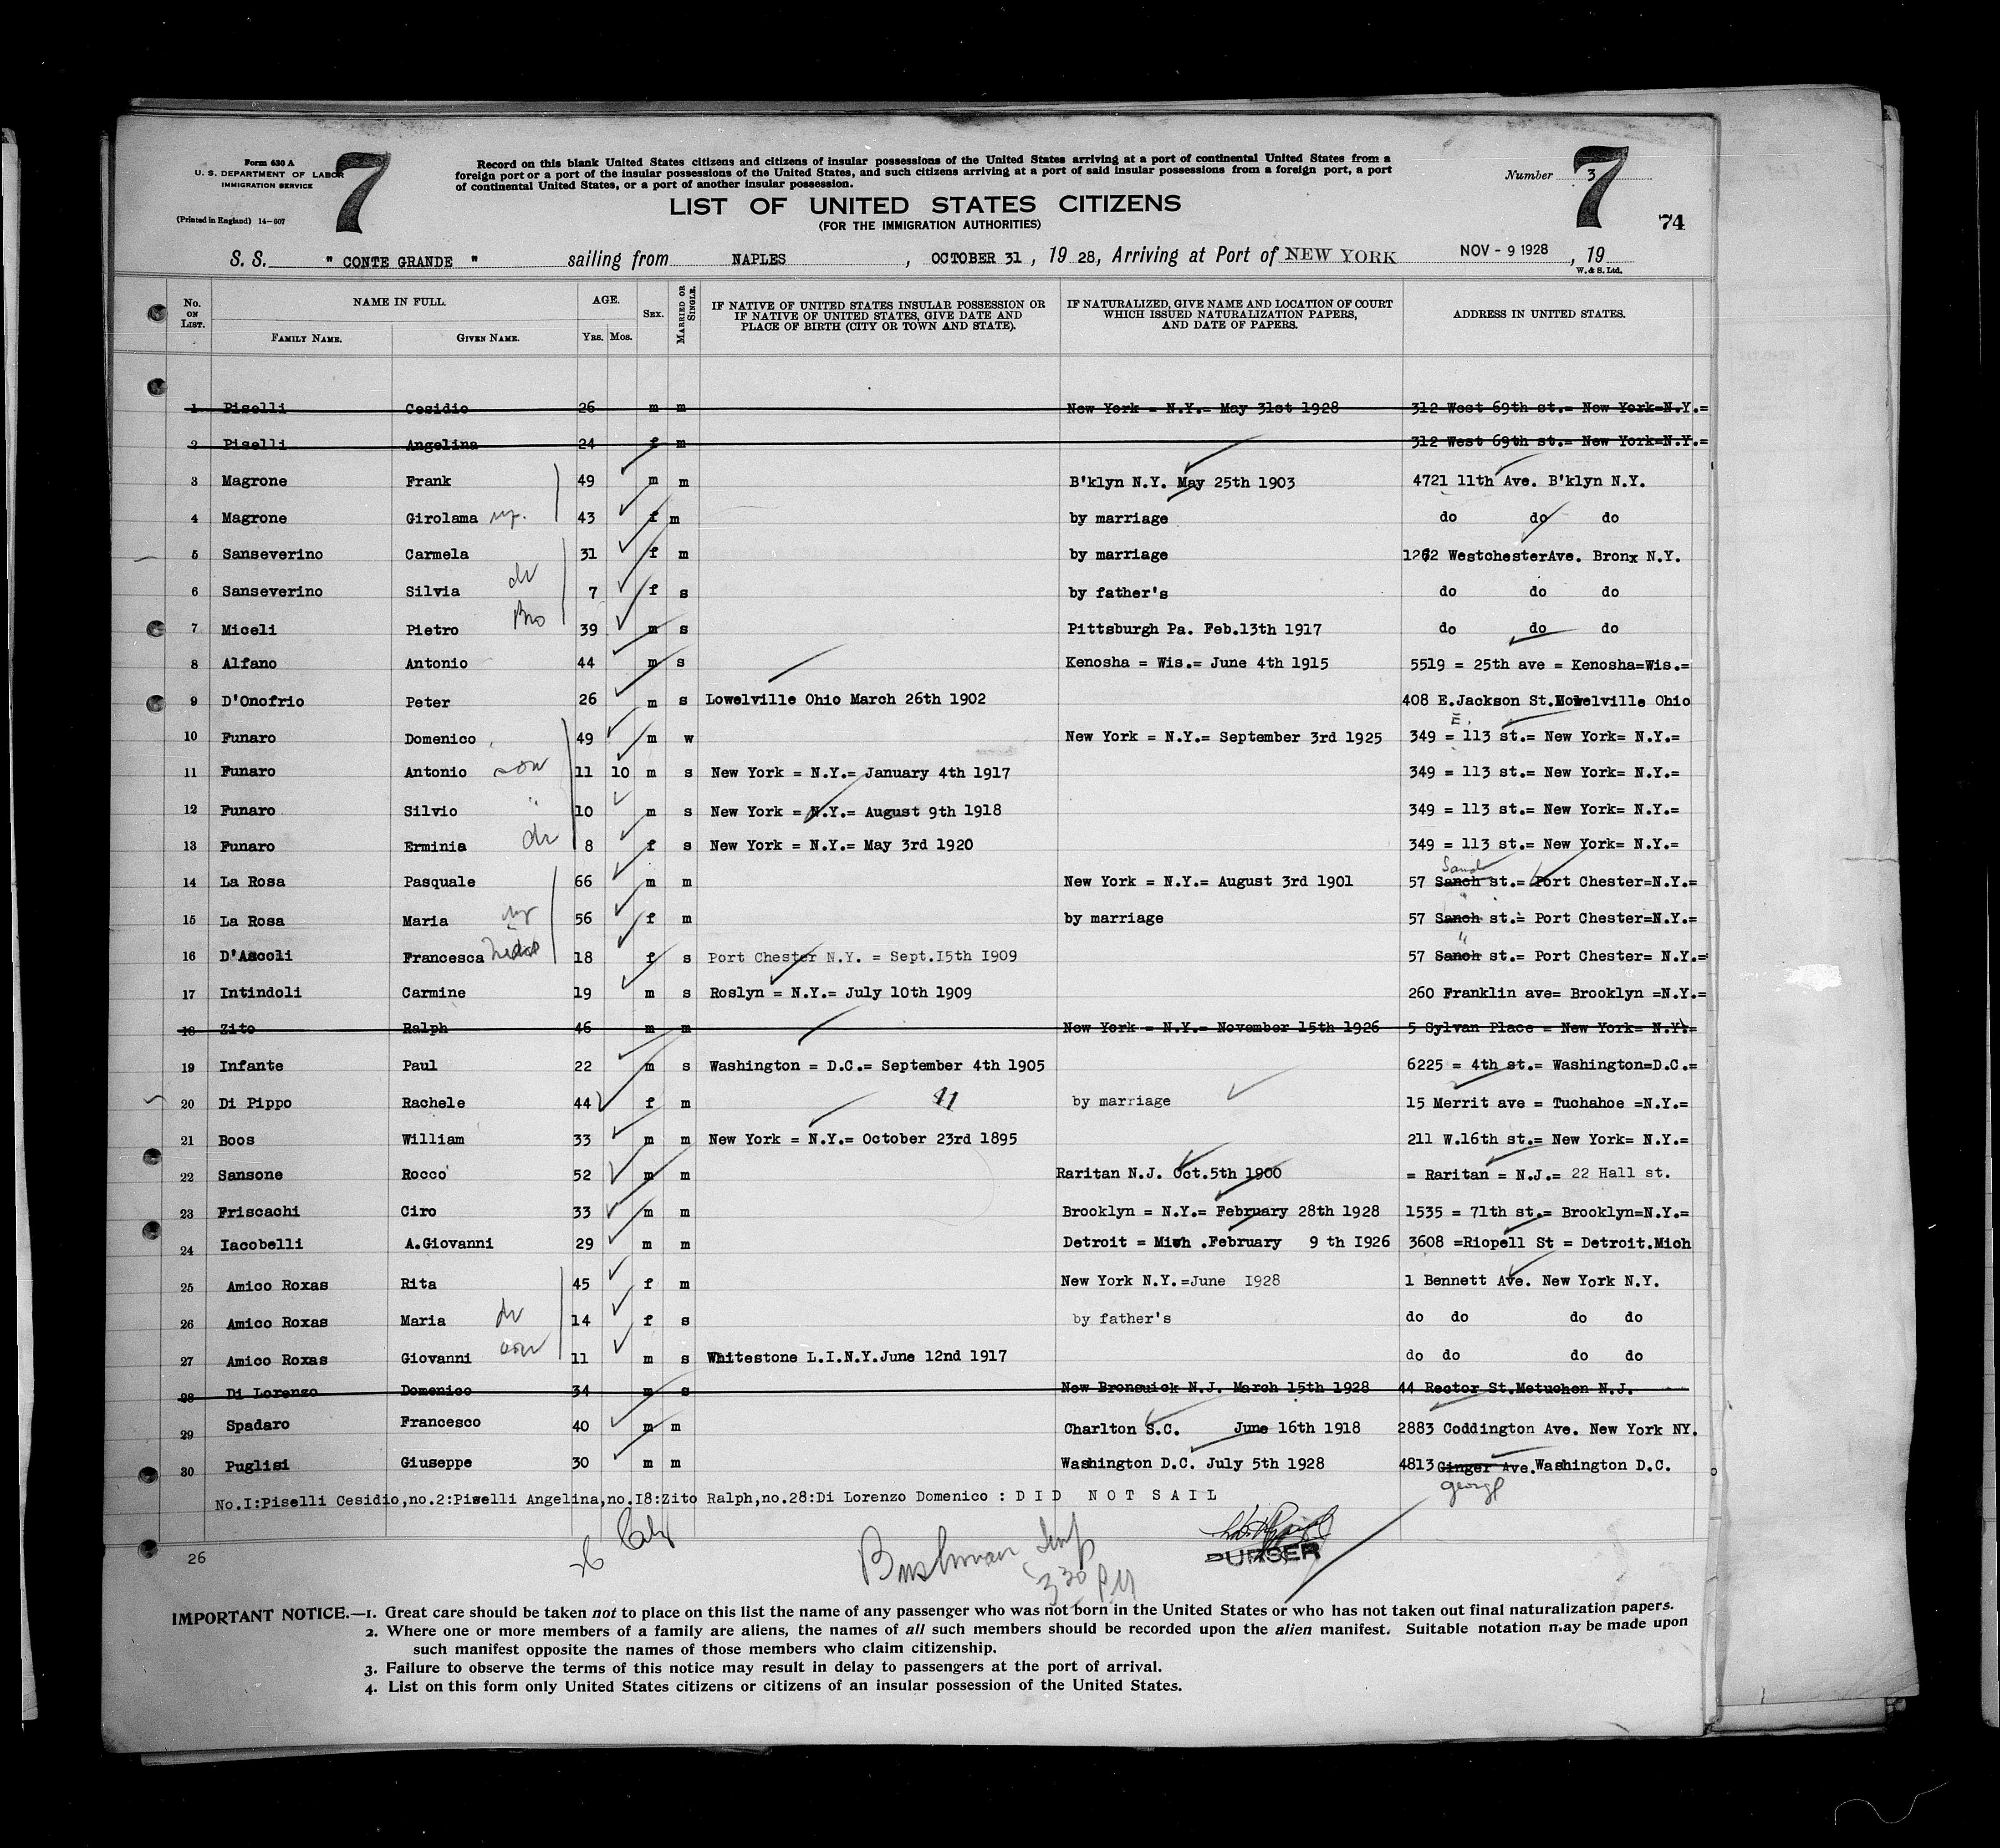 Form 630 A
U. S. DEPARTMENT OF LABOR
IMMIGRATION SERVICE
(Printed in England) 14-607
7
Record on this blank United States citizens and citizens of insular possessions of the United States arriving at a port of continental United States from a
foreign port or a port of the insular possessions of the United States, and such citizens arriving at a port of said insular possessions from a foreign port, a port
of continental United States, or a port of another insular possession.
LIST OF UNITED STATES CITIZENS
(FOR THE IMMIGRATION AUTHORITIES)
Number 3
7
74
S. S. " CONTE GRANDE " sailing from NAPLES , OCTOBER 31 , 19 28, Arriving at Port of NEW YORK NOV - 9 1928 , 19
W. & S. Ltd.
No. ON LIST. NAME IN FULL. AGE. SEX. MARRIED OR SINGLE. IF NATIVE OF UNITED STATES INSULAR POSSESSION OR IF NATIVE OF UNITED STATES, GIVE DATE AND PLACE OF BIRTH (CITY OR TOWN AND STATE). IF NATURALIZED, GIVE NAME AND LOCATION OF COURT WHICH ISSUED NATURALIZATION PAPERS, AND DATE OF PAPERS. ADDRESS IN UNITED STATES.
FAMILY NAME. GIVEN NAME. YRS. MOS.
1 Piselli Cesidio 26 m m New York = N.Y.= May 31st 1928 312 West 69th st.= New York=N.Y.=
2 Piselli Angelina 24 f m 312 West 69th st.= New York=N.Y.=
3 Magrone Frank 49 m m B'klyn N.Y. May 25th 1903 4721 11th Ave. B'klyn N.Y.
4 Magrone Girolama 43 f m by marriage do do do
5 Sanseverino Carmela 31 f m by marriage 1262 WestchesterAve. Bronx N.Y.
6 Sanseverino Silvia 7 f s by father's do do do
7 Miceli Pietro Bro 39 m s Pittsburgh Pa. Feb.13th 1917 do do do
8 Alfano Antonio 44 m s Kenosha = Wis.= June 4th 1915 5519 = 25th ave = Kenosha=Wis.=
9 D'Onofrio Peter 26 m s Lowelville Ohio March 26th 1902 408 E.Jackson St.Lowelville Ohio
E.
10 Funaro Domenico 49 m w New York = N.Y.= September 3rd 1925 349 = 113 st.= New York= N.Y.=
11 Funaro Antonio son 11 10 m s New York = N.Y.= January 4th 1917 349 = 113 st.= New York= N.Y.=
12 Funaro Silvio " 10 m s New York = N.Y.= August 9th 1918 349 = 113 st.= New York= N.Y.=
13 Funaro Erminia 8 f s New York = N.Y.= May 3rd 1920 349 = 113 st.= New York= N.Y.=
14 La Rosa Pasquale 66 m m New York = N.Y.= August 3rd 1901 57 Sanch st.= Port Chester=N.Y.=
15 La Rosa Maria 56 f m by marriage 57 Sanch st.= Port Chester=N.Y.=
16 D'Ascoli Francesca 18 f s Port Chester N.Y. = Sept.I5th I909 57 Sanch st.= Port Chester= N.Y.=
17 Intindoli Carmine 19 m s Roslyn = N.Y.= July 10th 1909 260 Franklin ave= Brooklyn =N.Y.=
18 Zito Ralph 46 m m New York = N.Y.= November 15th 1926 5 Sylvan Place = New York= N.Y.=
19 Infante Paul 22 m s Washington = D.C.= September 4th 1905 6225 = 4th st.= Washington=D.C.=
20 Di Pippo Rachele 44 f m by marriage 15 Merrit ave = Tuchahoe =N.Y.=
21 Boos William 33 m m New York = N.Y.= October 23rd 1895 211 W.16th st.= New York= N.Y.=
22 Sansone Rocco 52 m m Raritan N.J. Oct.5th 1900 = Raritan = N.J.= 22 Hall st.
23 Friscachi Ciro 33 m m Brooklyn = N.Y.= February 28th 1928 1535 = 71th st.= Brooklyn=N.Y.=
24 Iacobelli A.Giovanni 29 m m Detroit = Mich .February 9 th I926 3608 =Riopell St = Detroit.Mich
25 Amico Roxas Rita 45 f m New York N.Y.=June I928 1 Bennett Ave. New York N.Y.
26 Amico Roxas Maria 14 f s by father's do do do do
27 Amico Roxas Giovanni son 11 m s Whitestone L.I.N.Y.June 12nd 1917 do do do do
28 Di Lorenzo Domenico 34 m s New Bronsuick N.J. March 15th 1928 44 Rector St.Metuchen N.J.
29 Spadaro Francesco 40 m m Charlton S.C. June 16th 1918 2883 Coddington Ave. New York NY.
30 Puglisi Giuseppe 30 m m Washington D.C. July 5th 1928 4813 Ginger Ave.Washington D.C.
No.I:Piselli Cesidio,no.2:Piselli Angelina,no.I8:Zito Ralph,no.28:Di Lorenzo Domenico : D I D N O T S A I L
26
Bushman Insp
3 30 PM
PURSER
IMPORTANT NOTICE.—1. Great care should be taken not to place on this list the name of any passenger who was not born in the United States or who has not taken out final naturalization papers.
2. Where one or more members of a family are aliens, the names of all such members should be recorded upon the alien manifest. Suitable notation may be made upon
such manifest opposite the names of those members who claim citizenship.
3. Failure to observe the terms of this notice may result in delay to passengers at the port of arrival.
4. List on this form only United States citizens or citizens of an insular possession of the United States.